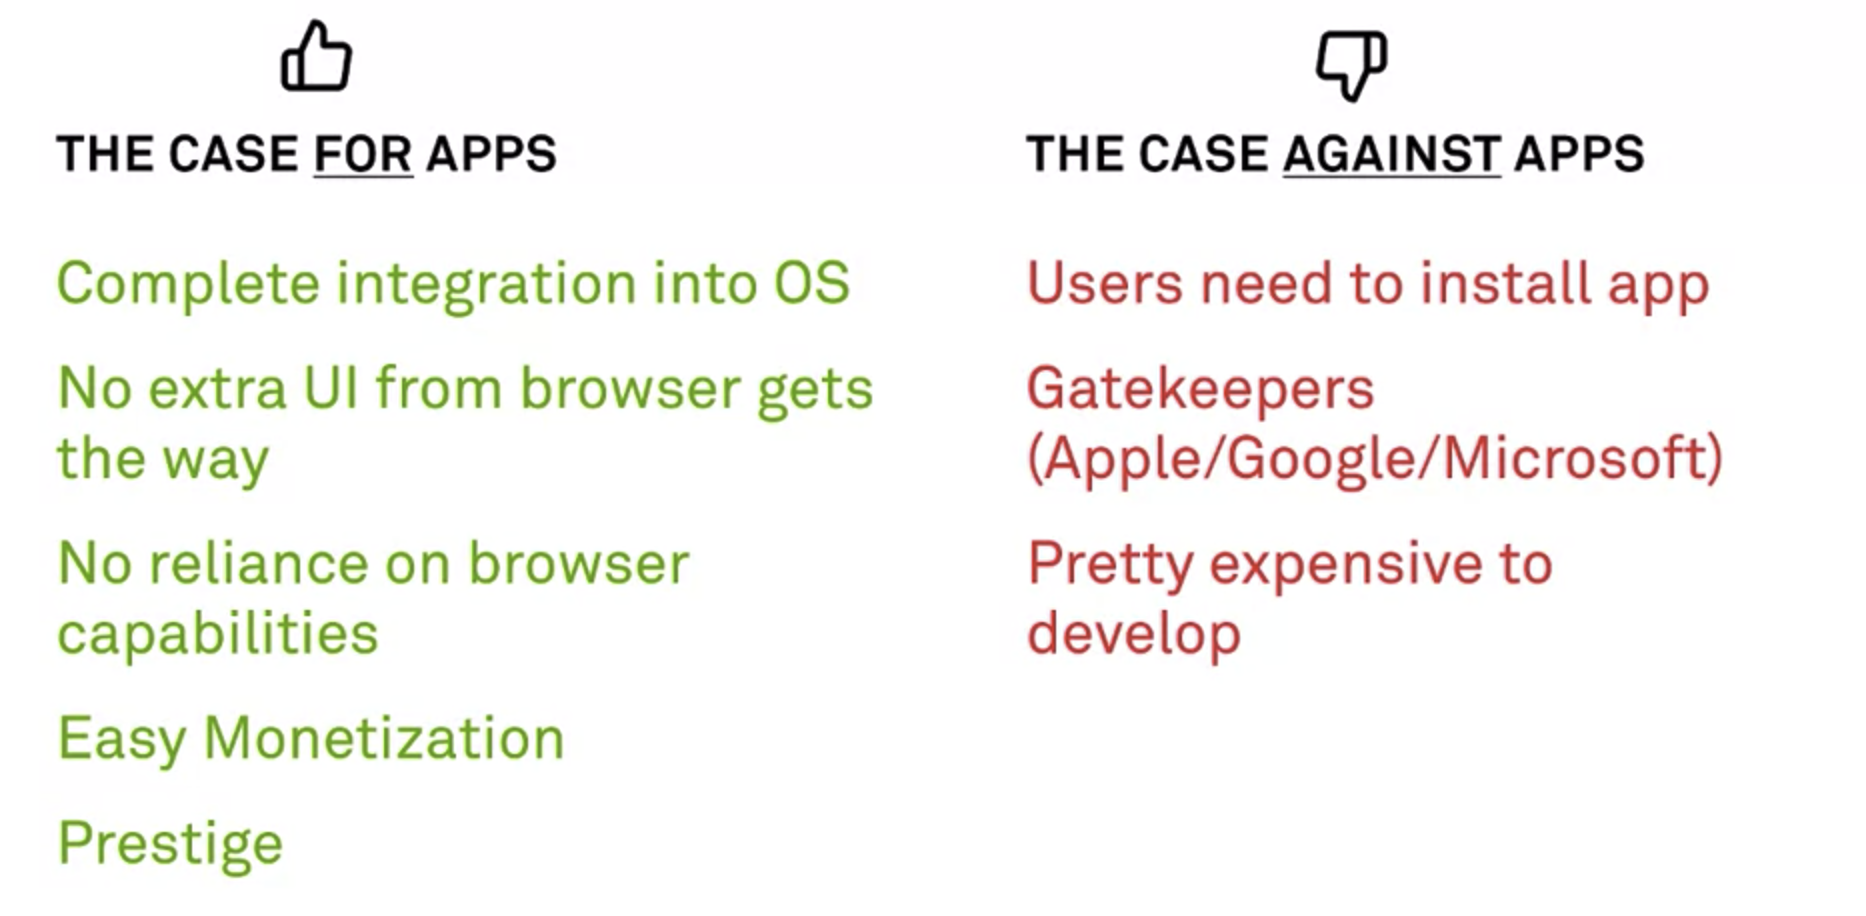 THE CASE FOR APPS
Complete integration into OS
No extra UI from browser gets
the way
No reliance on browser
capabilities
Easy Monetization
Prestige
THE CASE AGAINST APPS
Users need to install app
Gatekeepers
(Apple/Google/Microsoft)
Pretty expensive to
develop